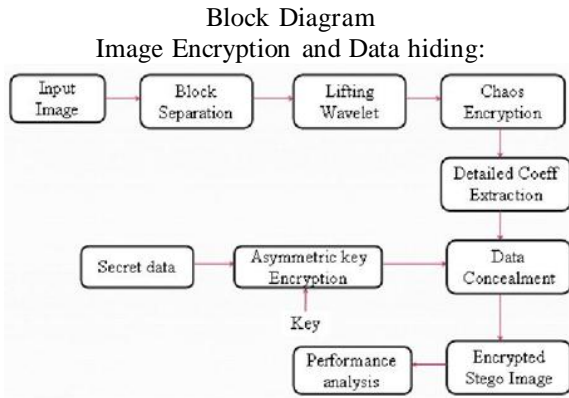 Block Diagram
Image Encryption and Data hiding:
Input
Image
Block
Separation
Lifting
Wavelet
Chaos
Encryption
Detailed Coeff
Extraction
Secret data
Asymmetric key
Encryption
Data
Concealment
Key
Performance
analysis
Encrypted
Stego Image